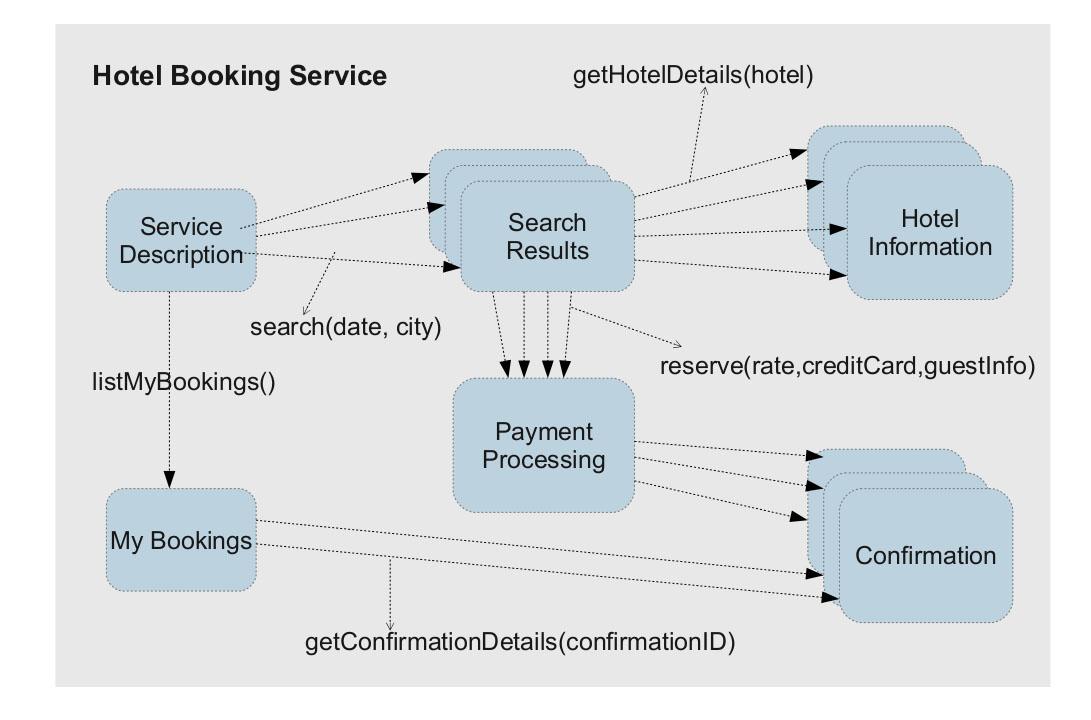 Hotel Booking Service
getHotelDetails(hotel)
Service
Description
Search
Results
Hotel
Information
search(date, city)
reserve(rate,creditCard,guestInfo)
listMyBookings()
Payment
Processing
My Bookings
Confirmation
getConfirmationDetails(confirmationID)